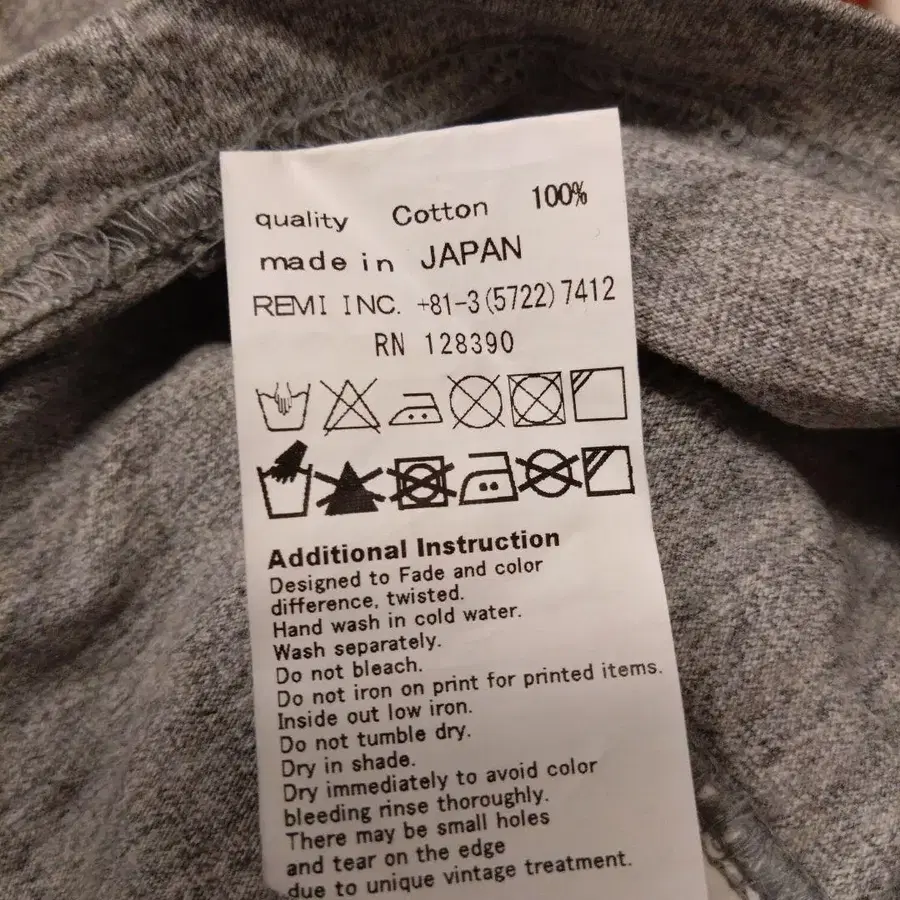 quality Cotton 100%
made in JAPAN
REMI INC. +81-3(5722)7412
RN 128390
Additional Instruction
Designed to Fade and color
difference, twisted.
Hand wash in cold water.
Wash separately.
Do not bleach.
Do not iron on print for printed items.
Inside out low iron.
Do not tumble dry.
Dry in shade.
Dry immediately to avoid color
bleeding rinse thoroughly.
There may be small holes
and tear on the edge
due to unique vintage treatment.